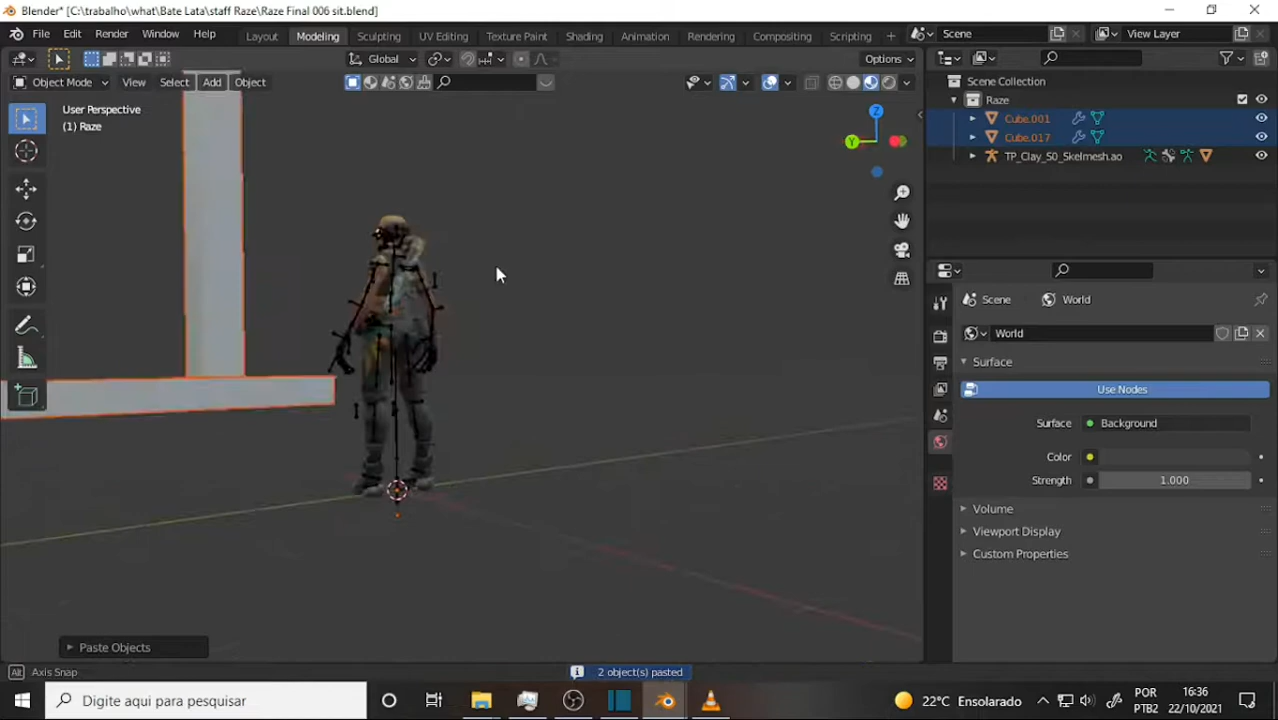 Blender* [C:\trabalho\what\Bate Lata\staff Raze\Raze Final 006 sit.blend]
File Edit Render Window Help Layout Modeling Sculpting UV Editing Texture Paint Shading Animation Rendering Compositing Scripting + Scene View Layer
Global Options
Object Mode View Select Add Object
User Perspective
(1) Raze
Z
Y
Scene Collection
Raze
Cube.001
Cube.017
TP_Clay_S0_Skelmesh.ao
Scene World
World
Surface
Use Nodes
Surface Background
Color
Strength 1.000
Volume
Viewport Display
Custom Properties
Paste Objects
Alt Axis Snap 2 object(s) pasted
Digite aqui para pesquisar
22°C Ensolarado
POR
PTB2
16:36
22/10/2021